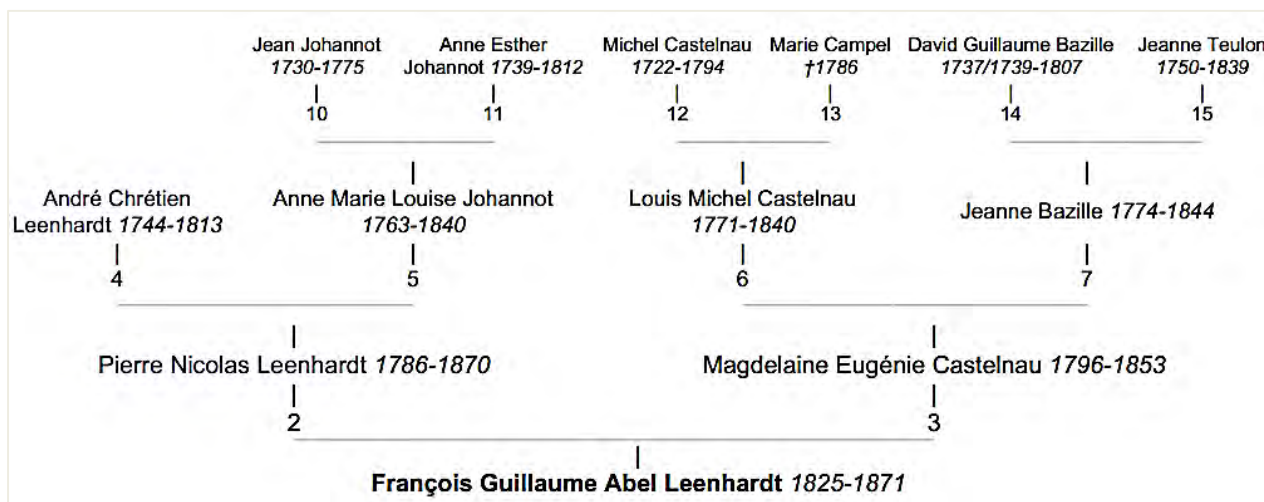 Jean Johannot
1730-1775
Anne Esther
Johannot 1739-1812
Michel Castelnau
1722-1794
Marie Campel
†1786
David Guillaume Bazille
1737/1739-1807
Jeanne Teulon
1750-1839
10
11
12
13
14
15
André Chrétien
Leenhardt 1744-1813
Anne Marie Louise Johannot
1763-1840
Louis Michel Castelnau
1771-1840
Jeanne Bazille 1774-1844
4
5
6
7
Pierre Nicolas Leenhardt 1786-1870
Magdelaine Eugénie Castelnau 1796-1853
2
3
François Guillaume Abel Leenhardt 1825-1871